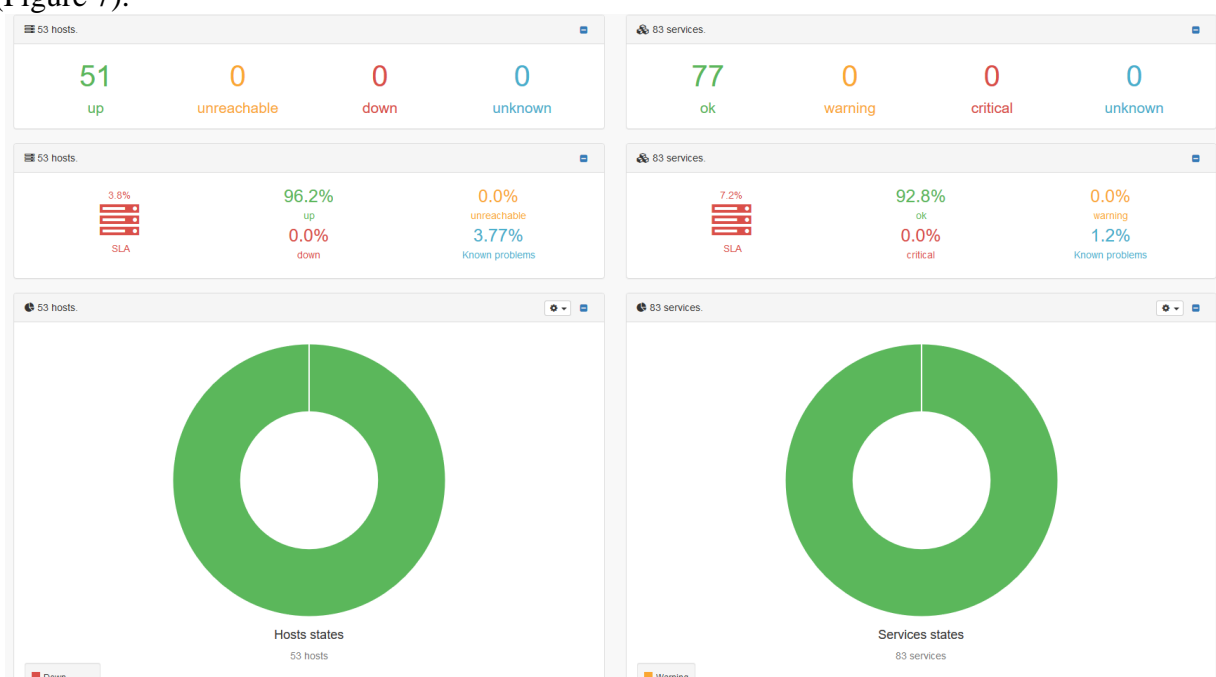 (Figure 7).
53 hosts.
51
up
0
unreachable
0
down
0
unknown
83 services.
77
ok
0
warning
0
critical
0
unknown
53 hosts.
3.8%
SLA
96.2%
up
0.0%
down
0.0%
unreachable
3.77%
Known problems
83 services.
7.2%
SLA
92.8%
ok
0.0%
critical
0.0%
warning
1.2%
Known problems
53 hosts.
Hosts states
53 hosts
Down
83 services.
Services states
83 services
Warning